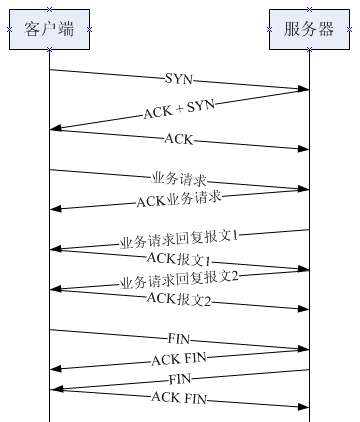 客户端
服务器
SYN
ACK + SYN
ACK
业务请求
ACK业务请求
业务请求回复报文1
ACK报文1
业务请求回复报文2
ACK报文2
FIN
ACK FIN
FIN
ACK FIN